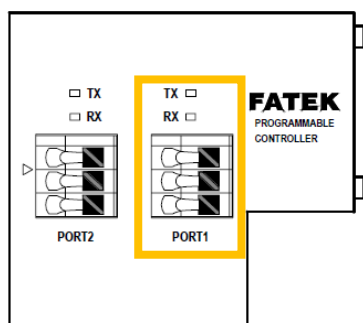 TX
RX
PORT2
TX
RX
PORT1
FATEK
PROGRAMMABLE
CONTROLLER